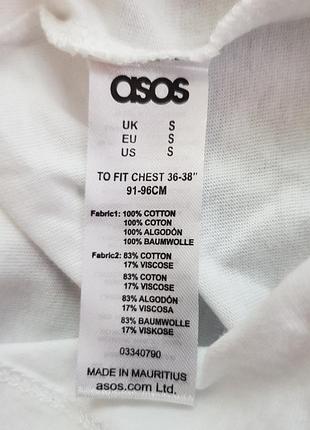 asos
UK S
EU S
US S
TO FIT CHEST 36-38"
91-96CM
Fabric1: 100% COTTON
100% COTON
100% ALGODÓN
100% BAUMWOLLE
Fabric2: 83% COTTON
17% VISCOSE
83% COTON
17% VISCOSE
83% ALGODÓN
17% VISCOSA
83% BAUMWOLLE
17% VISKOSE
03340790
MADE IN MAURITIUS
asos.com Ltd.